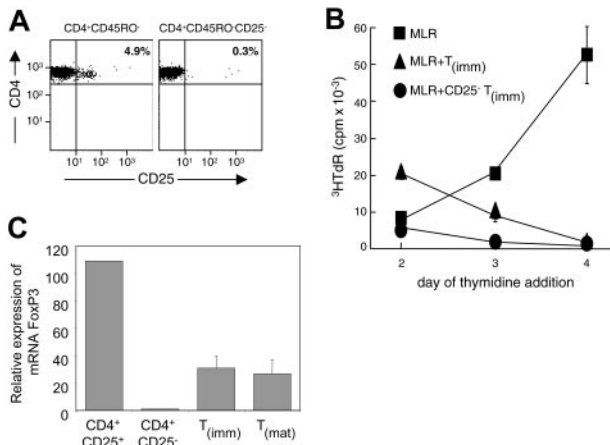 A
CD4⁺CD45RO⁻ CD4⁺CD45RO⁻CD25⁻
4.9% 0.3%
CD4
10³
10²
10¹
10¹ 10² 10³ 10¹ 10² 10³
CD25
B
MLR
MLR+T(imm)
MLR+CD25⁻ T(imm)
³HTdR (cpm x 10⁻³)
60
50
40
30
20
10
0
2 3 4
day of thymidine addition
C
Relative expression of
mRNA FoxP3
120
100
80
60
40
20
0
CD4⁺ CD4⁺ T(imm) T(mat)
CD25⁺ CD25⁻